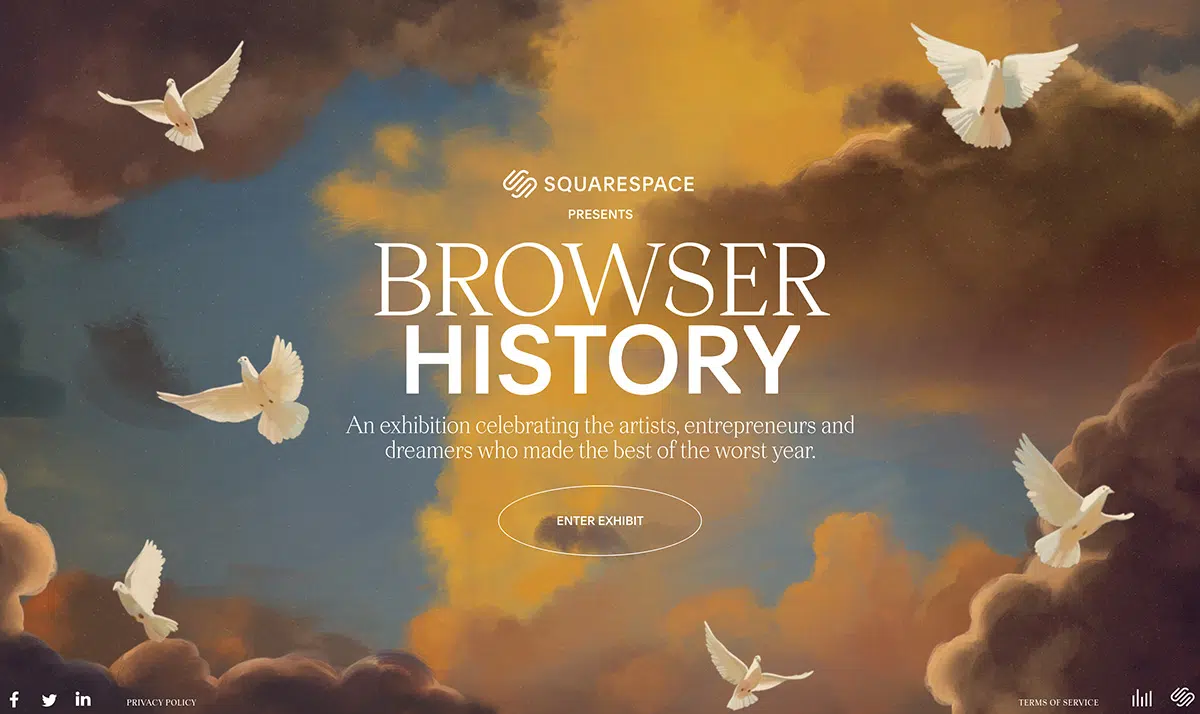 SQUARESPACE
PRESENTS
BROWSER
HISTORY
An exhibition celebrating the artists, entrepreneurs and
dreamers who made the best of the worst year.
ENTER EXHIBIT
PRIVACY POLICY
TERMS OF SERVICE